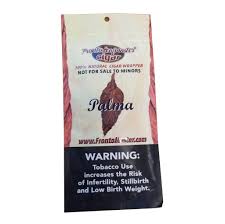 100% NATURAL CIGAR WRAPPER
NOT FOR SALE TO MINORS
Palma
WARNING:
Tobacco Use
increases the Risk
of Infertility, Stillbirth
and Low Birth Weight.